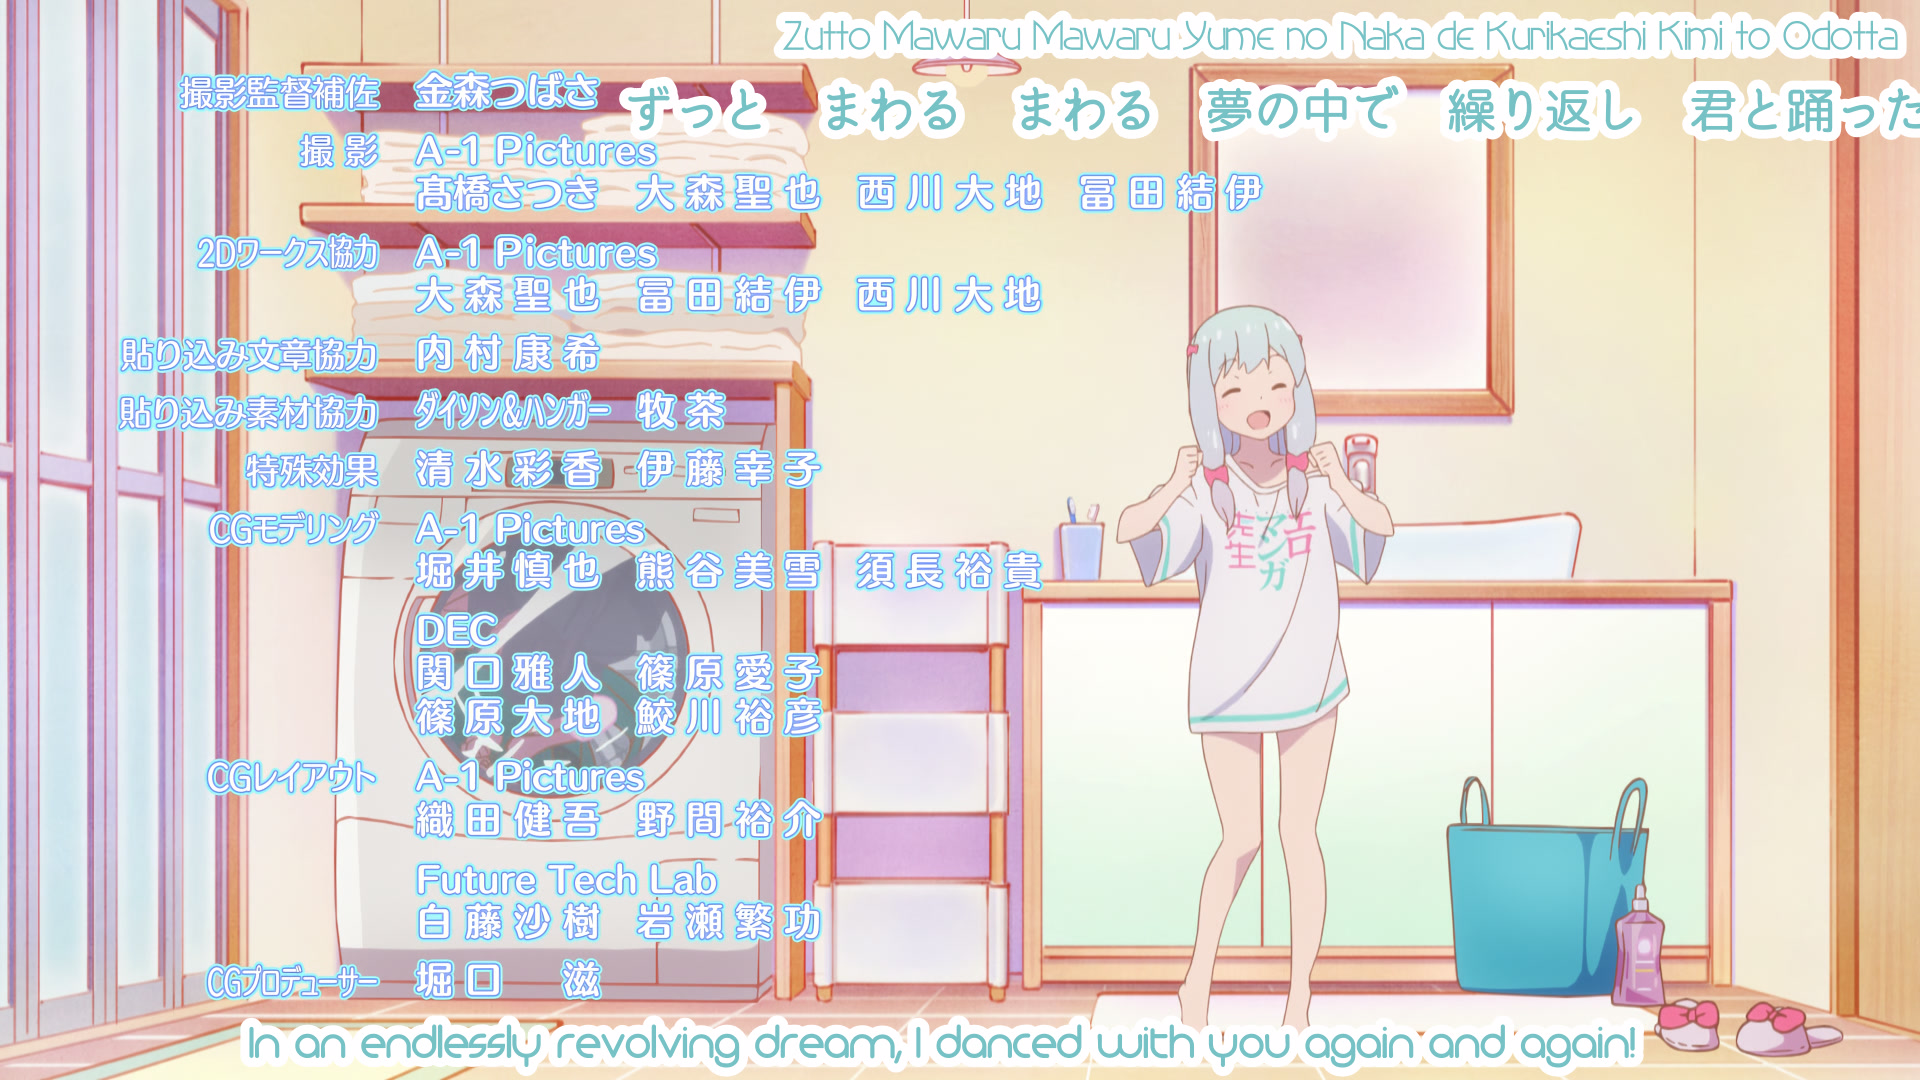 Zutto Mawaru Mawaru Yume no Naka de Kurikaeshi Kimi to Odotta
ずっと　まわる　まわる　夢の中で　繰り返し　君と踊った
撮影監督補佐　金森つばさ
撮影　A-1 Pictures
髙橋さつき　大森聖也　西川大地　冨田結伊
2Dワークス協力　A-1 Pictures
大森聖也　冨田結伊　西川大地
貼り込み文章協力　内村康希
貼り込み素材協力　ダイソン&ハンガー　牧茶
特殊効果　清水彩香　伊藤幸子
CGモデリング　A-1 Pictures
堀井慎也　熊谷美雪　須長裕貴
DEC
関口雅人　篠原愛子
篠原大地　鮫川裕彦
CGレイアウト　A-1 Pictures
織田健吾　野間裕介
Future Tech Lab
白藤沙樹　岩瀬繁功
CGプロデューサー　堀口　滋
エロ
マンガ
先生
In an endlessly revolving dream, I danced with you again and again!